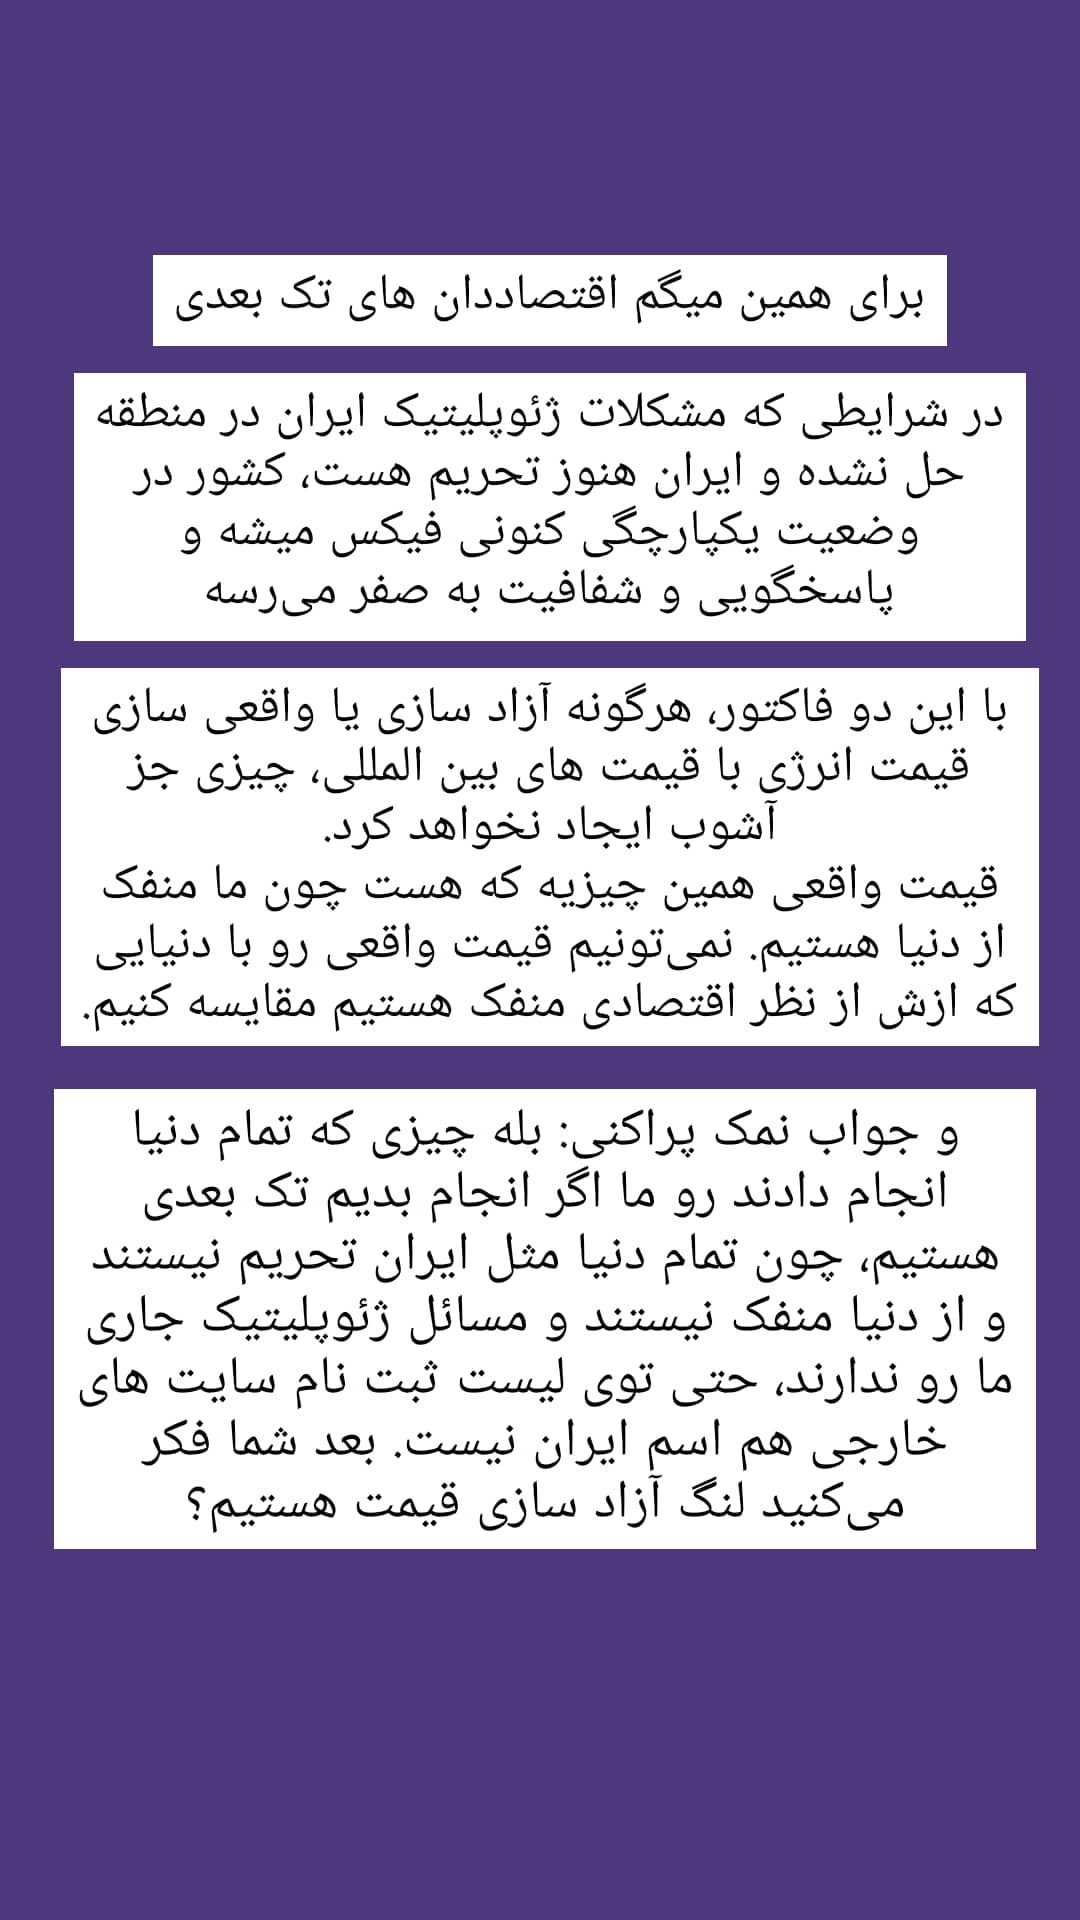 برای همین میگم اقتصاددان های تک بعدی
در شرایطی که مشکلات ژئوپلیتیک ایران در منطقه
حل نشده و ایران هنوز تحریم هست، کشور در
وضعیت یکپارچگی کنونی فیکس میشه و
پاسخگویی و شفافیت به صفر می‌رسه
با این دو فاکتور، هرگونه آزاد سازی یا واقعی سازی
قیمت انرژی با قیمت های بین المللی، چیزی جز
آشوب ایجاد نخواهد کرد.
قیمت واقعی همین چیزیه که هست چون ما منفک
از دنیا هستیم. نمی‌تونیم قیمت واقعی رو با دنیایی
که ازش از نظر اقتصادی منفک هستیم مقایسه کنیم.
و جواب نمک پراکنی: بله چیزی که تمام دنیا
انجام دادند رو ما اگر انجام بدیم تک بعدی
هستیم، چون تمام دنیا مثل ایران تحریم نیستند
و از دنیا منفک نیستند و مسائل ژئوپلیتیک جاری
ما رو ندارند، حتی توی لیست ثبت نام سایت های
خارجی هم اسم ایران نیست. بعد شما فکر
می‌کنید لنگ آزاد سازی قیمت هستیم؟